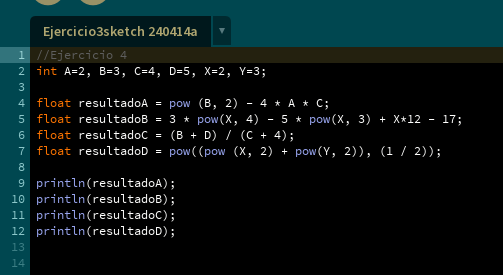 Ejercicio3sketch 240414a ▼
1 //Ejercicio 4
2 int A=2, B=3, C=4, D=5, X=2, Y=3;
3
4 float resultadoA = pow (B, 2) - 4 * A * C;
5 float resultadoB = 3 * pow(X, 4) - 5 * pow(X, 3) + X*12 - 17;
6 float resultadoC = (B + D) / (C + 4);
7 float resultadoD = pow((pow (X, 2) + pow(Y, 2)), (1 / 2));
8
9 println(resultadoA);
10 println(resultadoB);
11 println(resultadoC);
12 println(resultadoD);
13
14